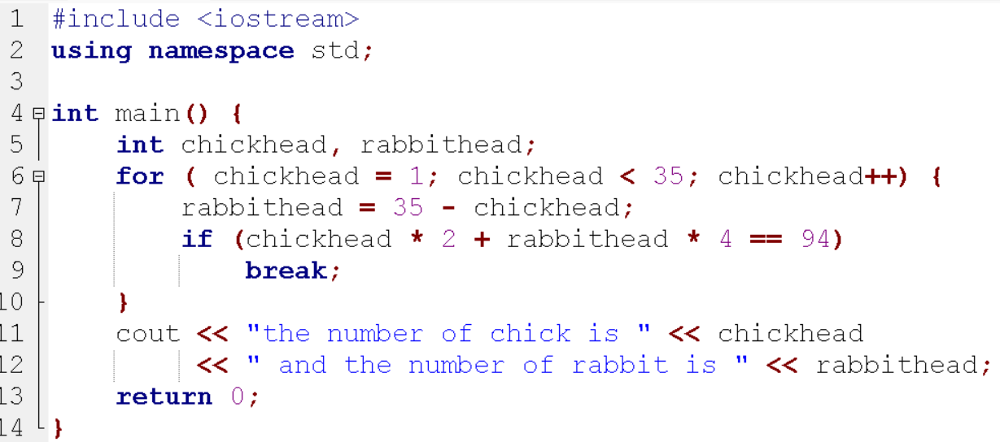 1 #include <iostream>
2 using namespace std;
3
4 int main() {
5     int chickhead, rabbithead;
6     for ( chickhead = 1; chickhead < 35; chickhead++) {
7         rabbithead = 35 - chickhead;
8         if (chickhead * 2 + rabbithead * 4 == 94)
9             break;
10     }
11     cout << "the number of chick is " << chickhead
12          << " and the number of rabbit is " << rabbithead;
13     return 0;
14 }